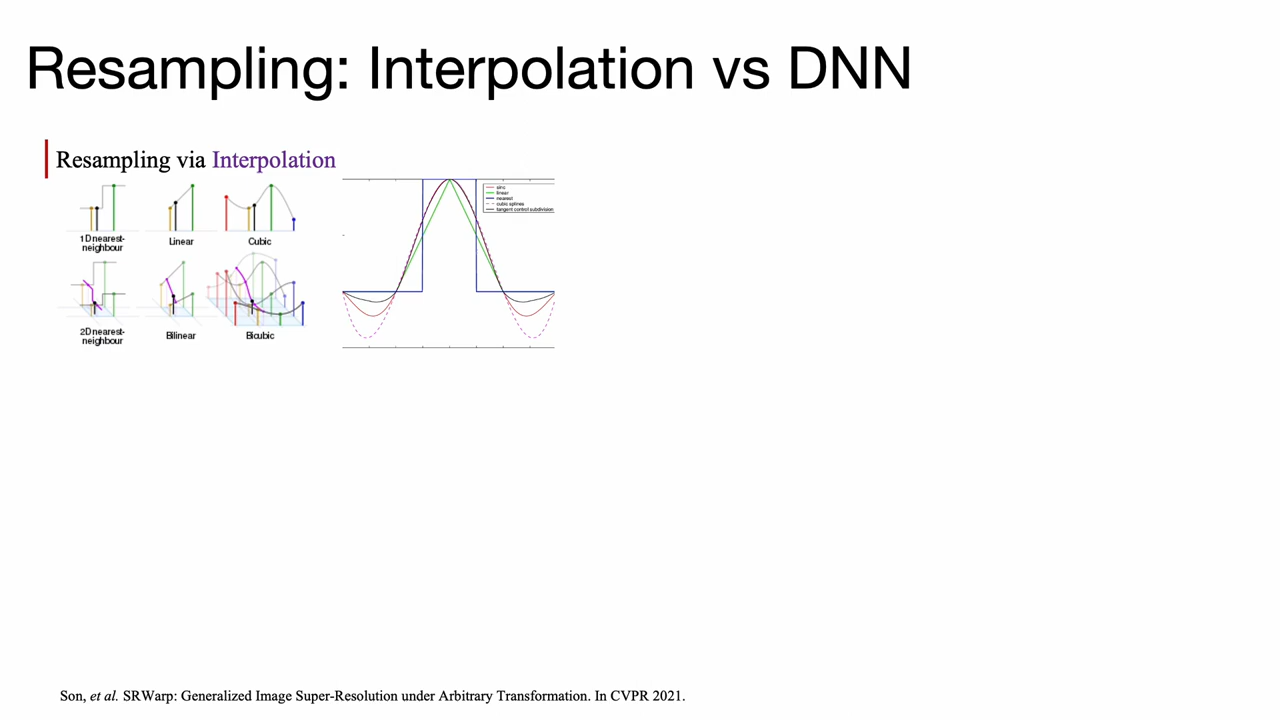 Resampling: Interpolation vs DNN
Resampling via Interpolation
1D nearest-
neighbour
Linear
Cubic
2D nearest-
neighbour
Bilinear
Bicubic
sinc
linear
nearest
cubic splines
tangent control subdivision
Son, et al. SRWarp: Generalized Image Super-Resolution under Arbitrary Transformation. In CVPR 2021.